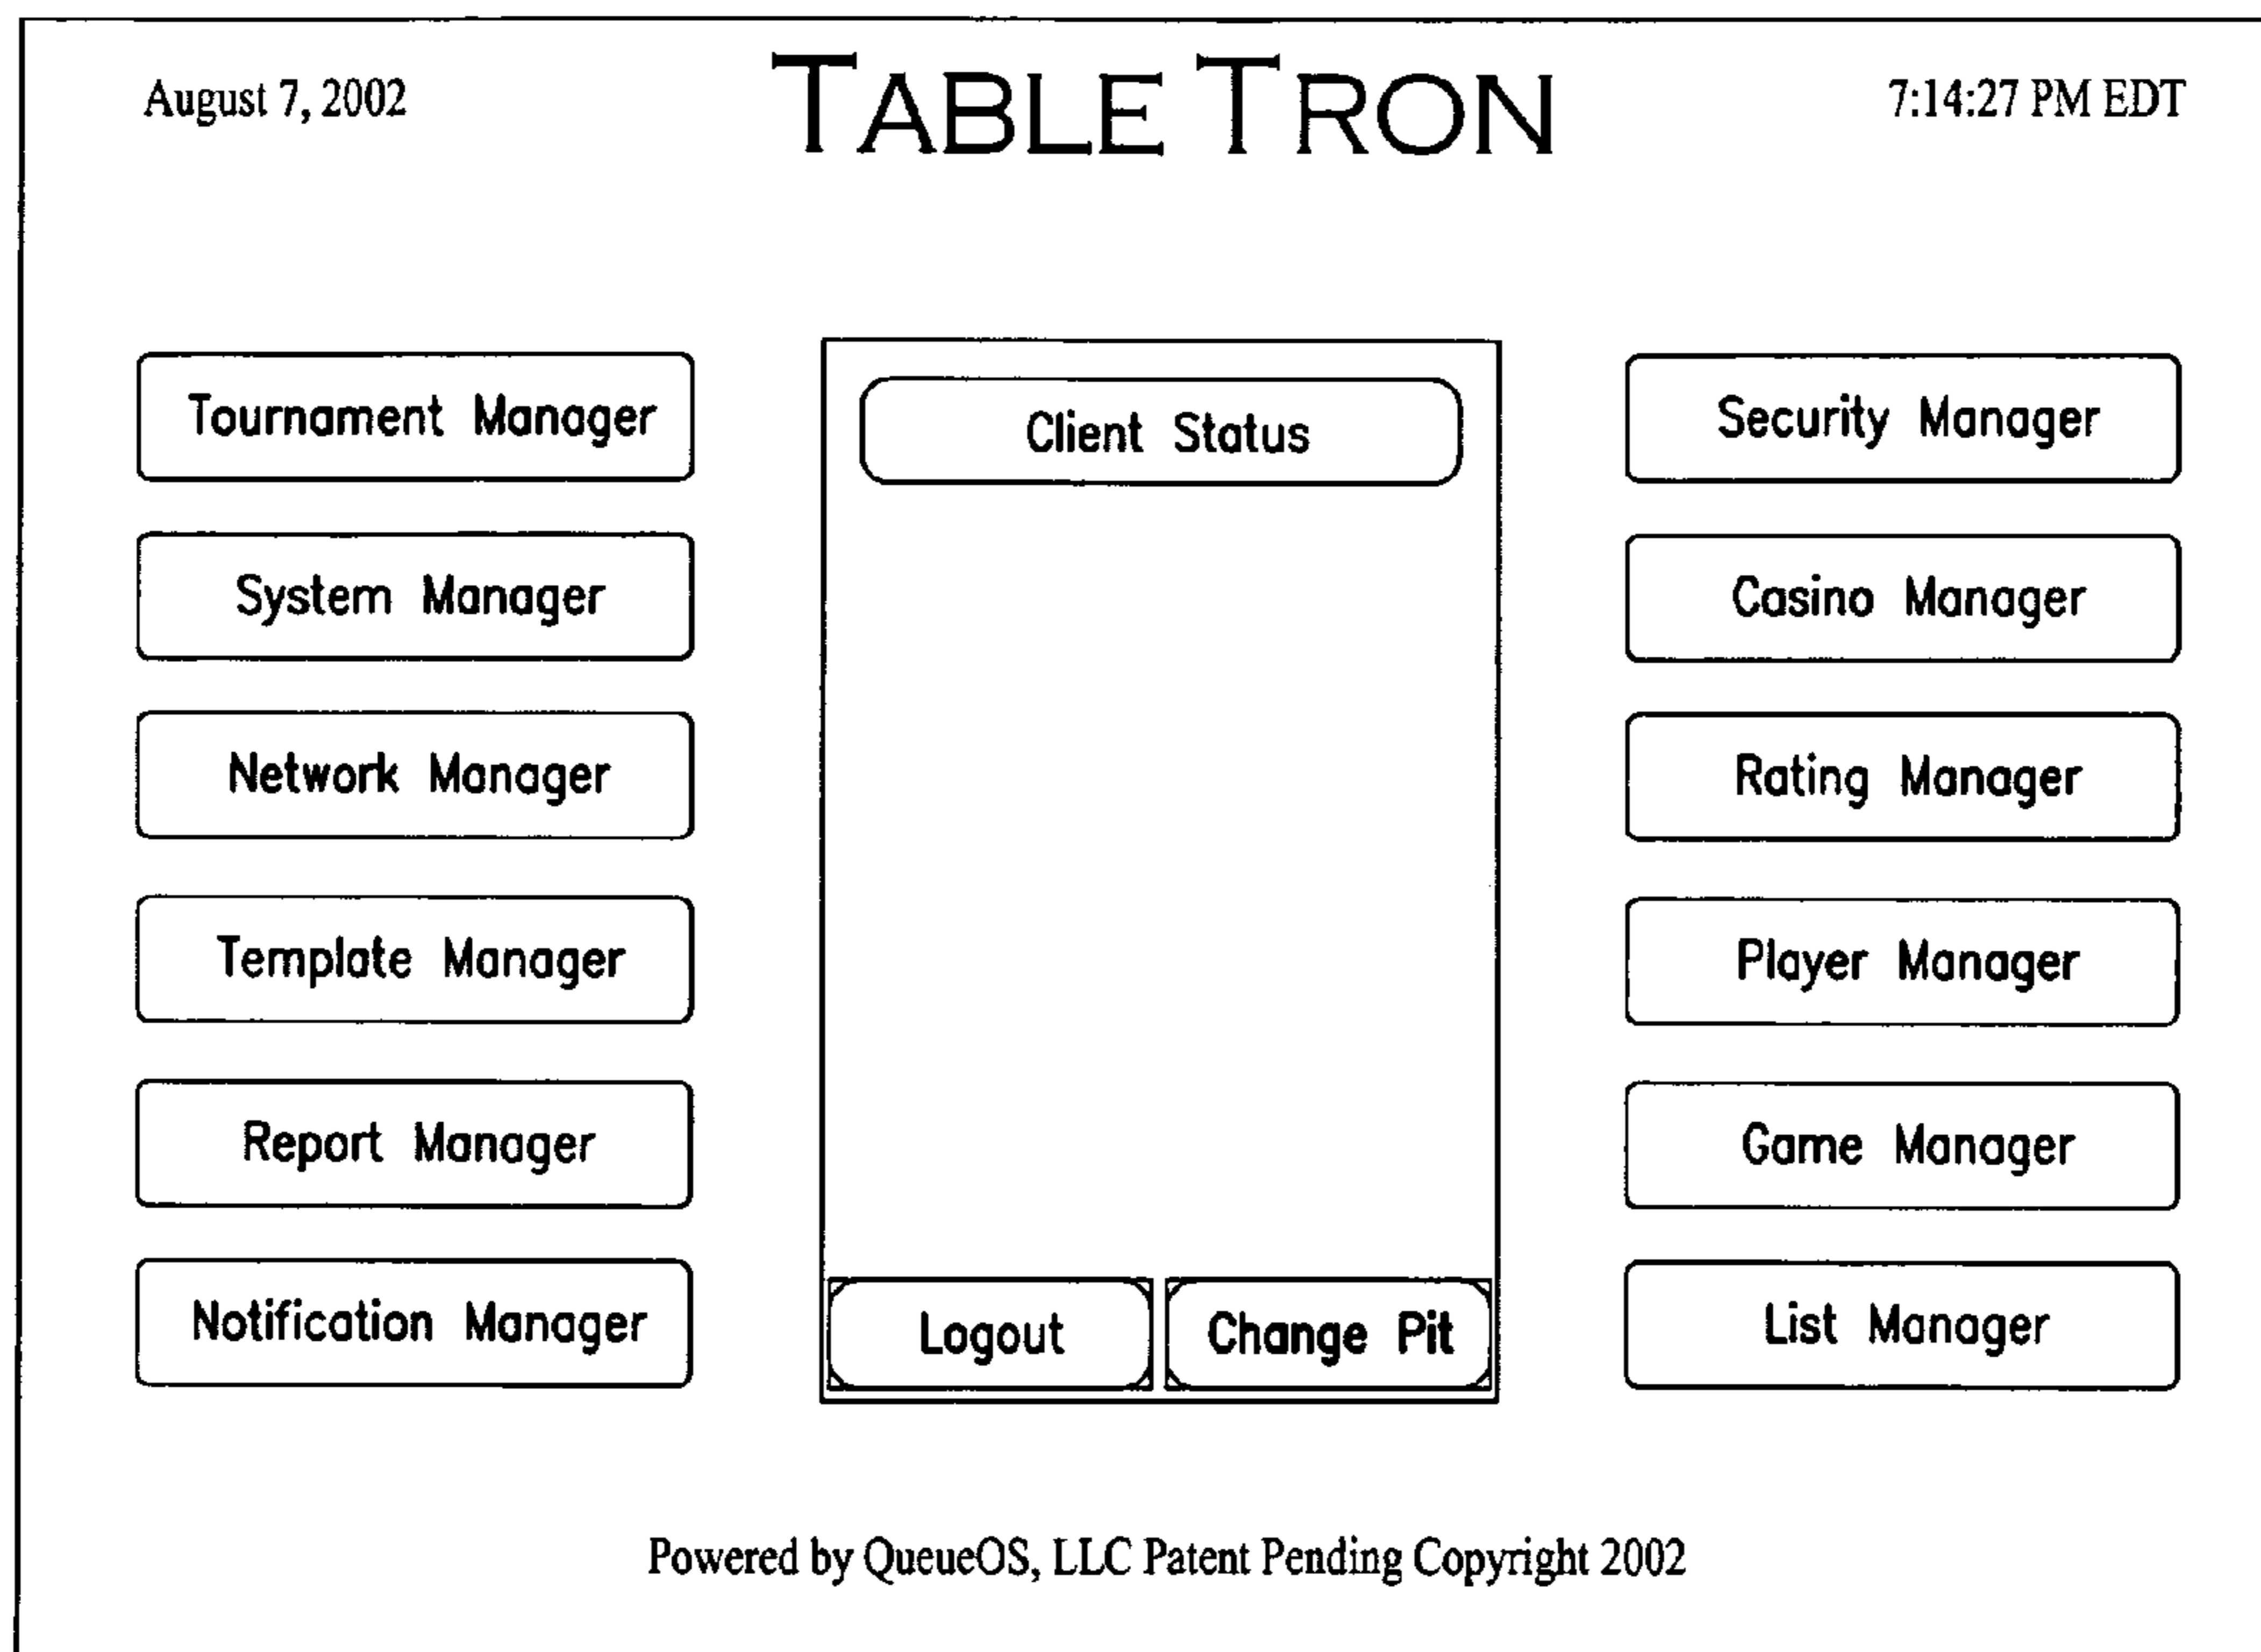 August 7, 2002
TABLE TRON
7:14:27 PM EDT
Tournament Manager
System Manager
Network Manager
Template Manager
Report Manager
Notification Manager
Client Status
Logout
Change Pit
Security Manager
Casino Manager
Rating Manager
Player Manager
Game Manager
List Manager
Powered by QueueOS, LLC Patent Pending Copyright 2002